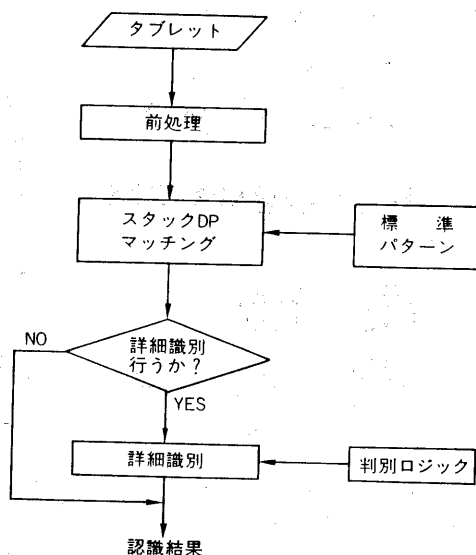 タブレット
前処理
スタックDP
マッチング
標準
パターン
詳細識別
行うか?
NO
YES
詳細識別
判別ロジック
認識結果